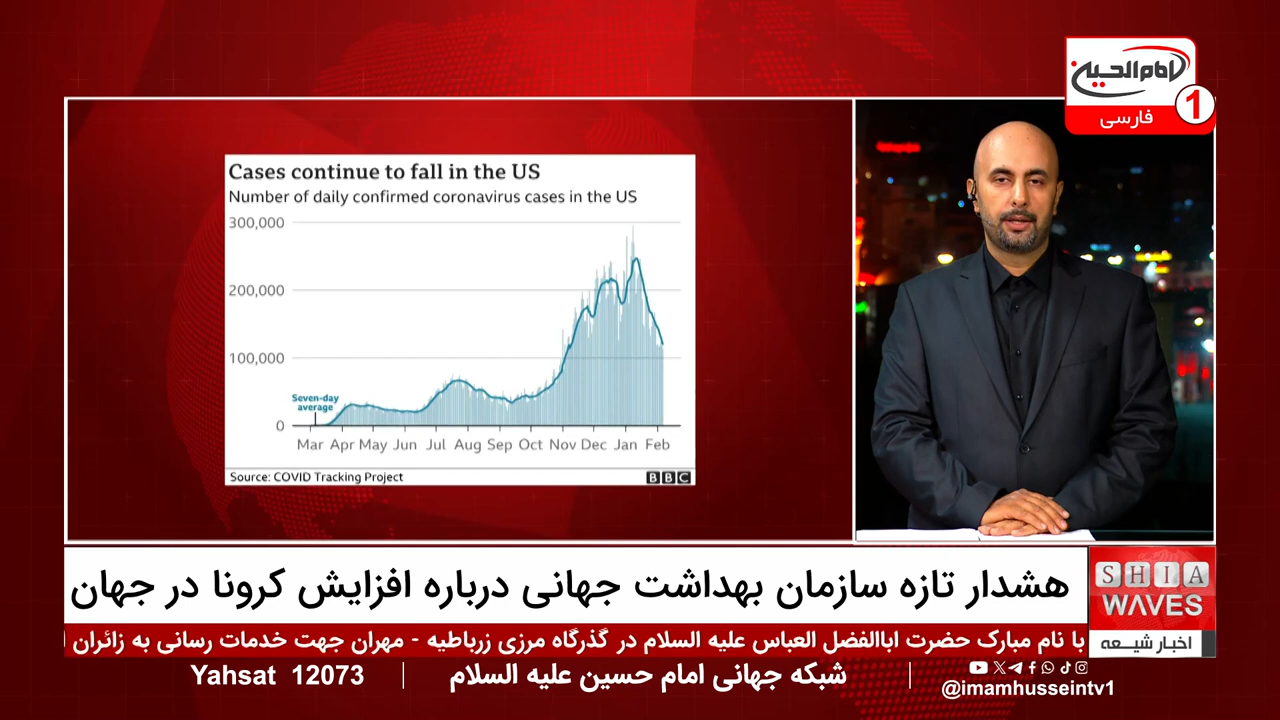 امام الحسین
1
فارسی
Cases continue to fall in the US
Number of daily confirmed coronavirus cases in the US
300,000
200,000
100,000
Seven-day
average
0
Mar Apr May Jun Jul Aug Sep Oct Nov Dec Jan Feb
Source: COVID Tracking Project
BBC
هشدار تازه سازمان بهداشت جهانی درباره افزایش کرونا در جهان
SHIA
WAVES
اخبار شیـعه
با نام مبارک حضرت اباالفضل العباس علیه السلام در گذرگاه مرزی زرباطیه - مهران جهت خدمات رسانی به زائران
Yahsat 12073
شبکه جهانی امام حسین علیه السلام
@imamhusseintv1